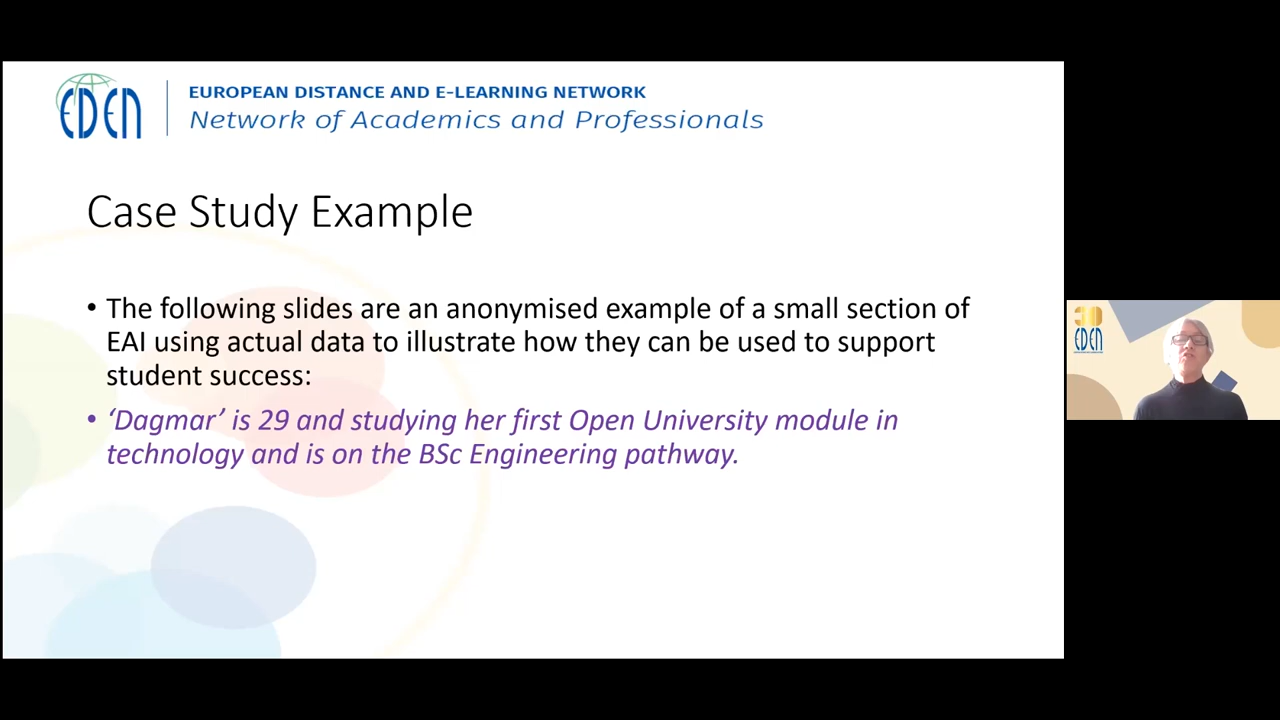 EDEN
EUROPEAN DISTANCE AND E-LEARNING NETWORK
Network of Academics and Professionals
Case Study Example
• The following slides are an anonymised example of a small section of
EAI using actual data to illustrate how they can be used to support
student success:
• ‘Dagmar’ is 29 and studying her first Open University module in
technology and is on the BSc Engineering pathway.
30
EDEN